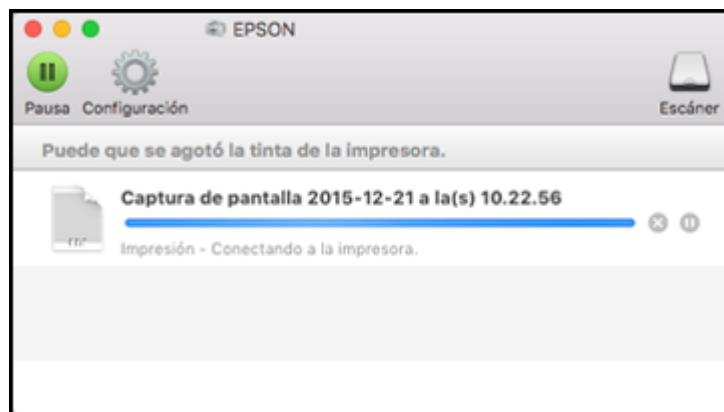 EPSON
Pausa Configuración Escáner
Puede que se agotó la tinta de la impresora.
Captura de pantalla 2015-12-21 a la(s) 10.22.56
Impresión - Conectando a la impresora.